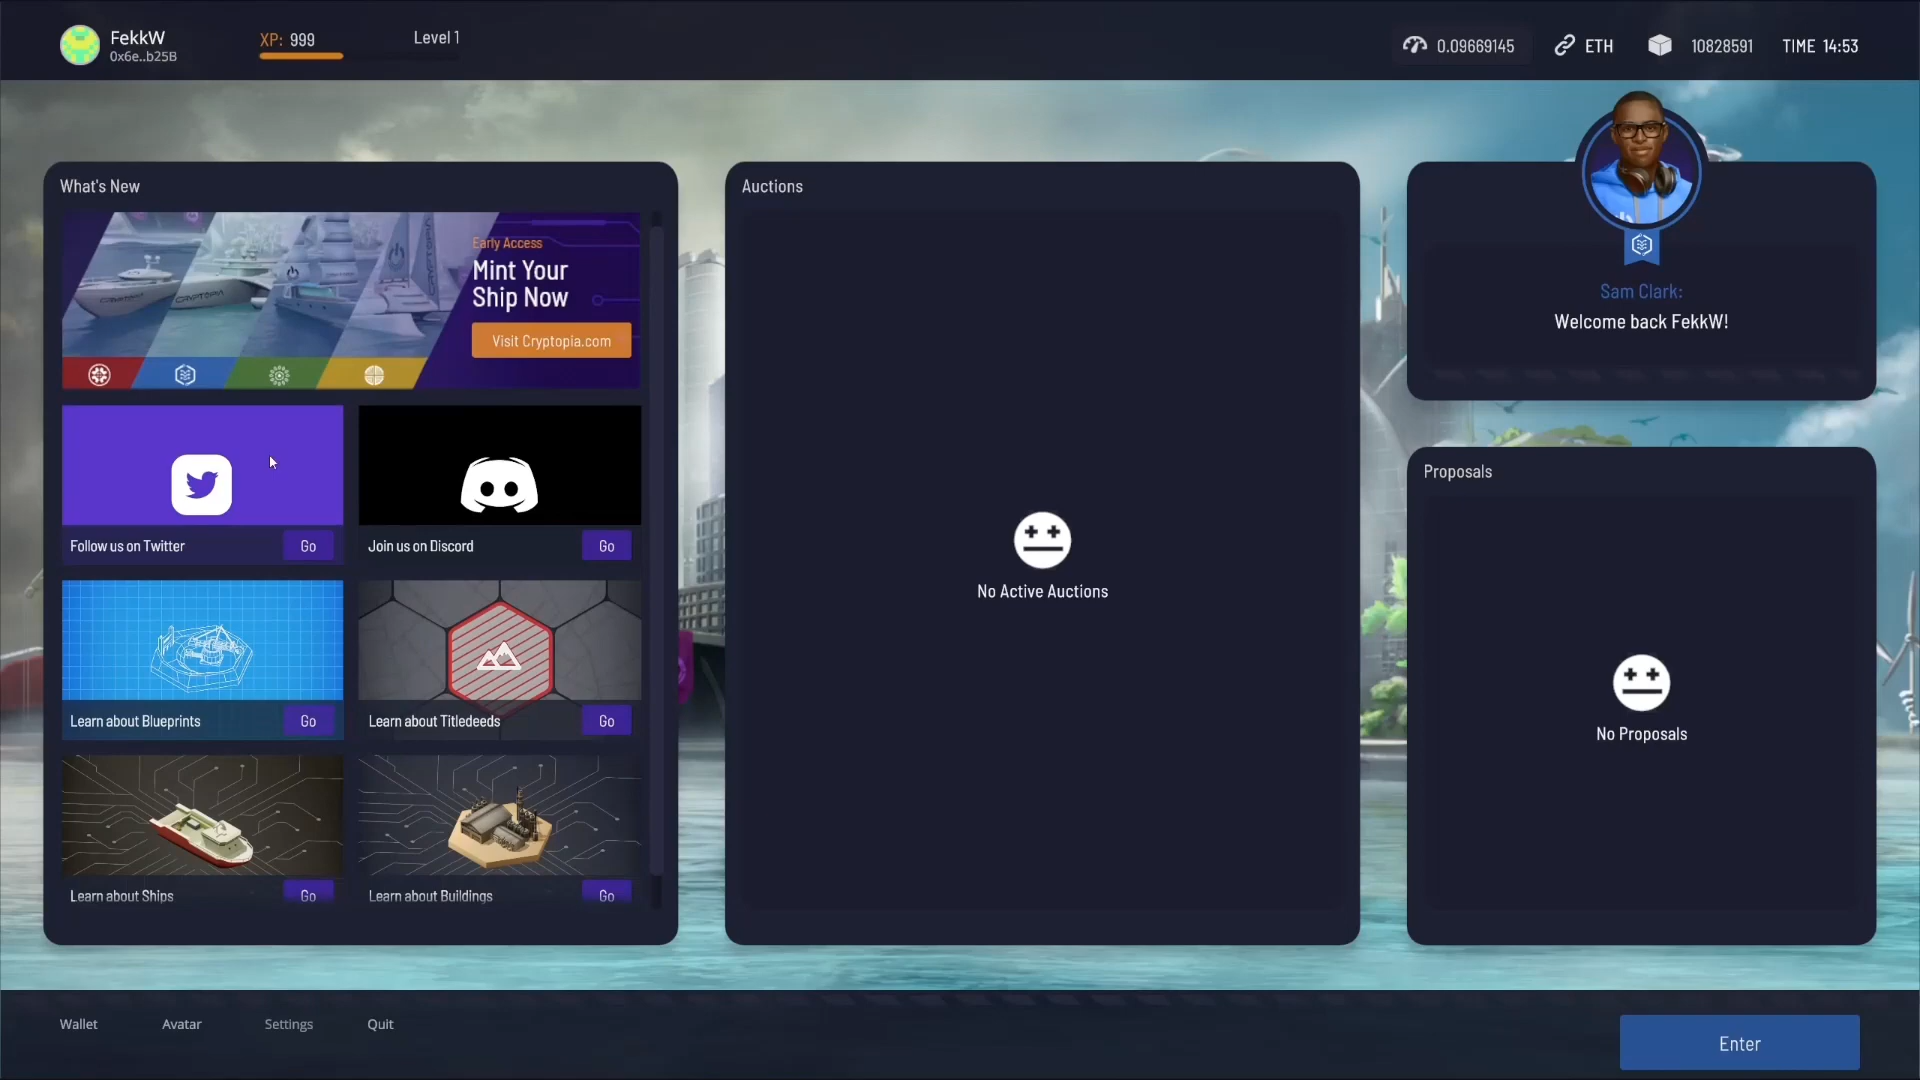 FekkW
0x6e..b25B
XP: 999
Level 1
0.09669145
ETH
10828591
TIME 14:53
What's New
Early Access
Mint Your
Ship Now
Visit Cryptopia.com
CRYPTOPIA
CRYPTOPIA
Follow us on Twitter
Go
Join us on Discord
Go
Learn about Blueprints
Go
Learn about Titledeeds
Go
Learn about Ships
Go
Learn about Buildings
Go
Auctions
No Active Auctions
Sam Clark:
Welcome back FekkW!
Proposals
No Proposals
Wallet
Avatar
Settings
Quit
Enter